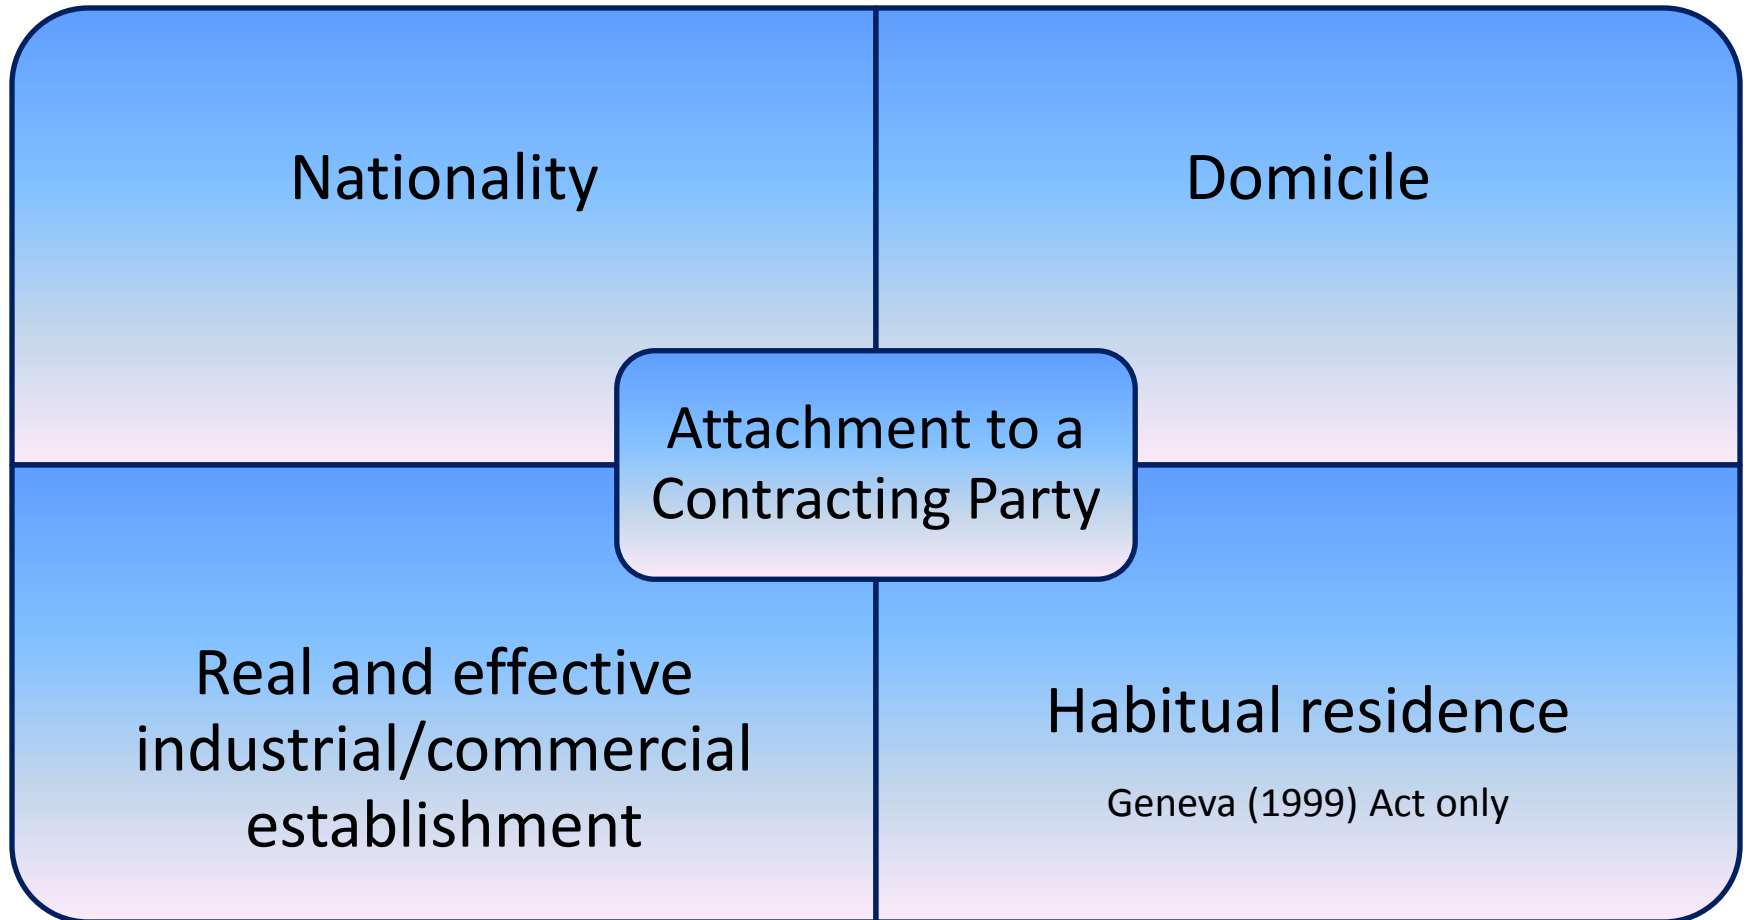 Nationality
Domicile
Attachment to a
Contracting Party
Real and effective
industrial/commercial
establishment
Habitual residence
Geneva (1999) Act only